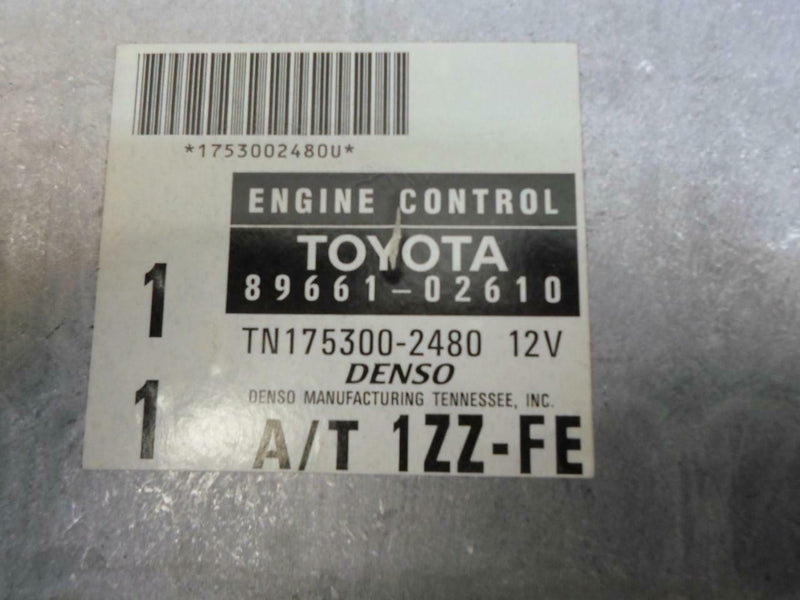 *1753002480U*
ENGINE CONTROL
TOYOTA
89661-02610
1
TN175300-2480 12V
DENSO
DENSO MANUFACTURING TENNESSEE, INC.
1
A/T 1ZZ-FE